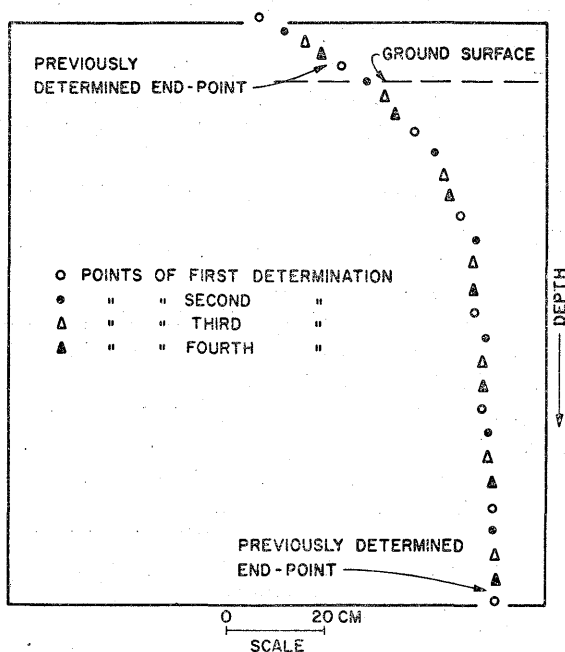 PREVIOUSLY
DETERMINED END-POINT
GROUND SURFACE
POINTS OF FIRST DETERMINATION
" " SECOND "
" " THIRD "
" " FOURTH "
DEPTH
PREVIOUSLY DETERMINED
END-POINT
0 20 CM
SCALE